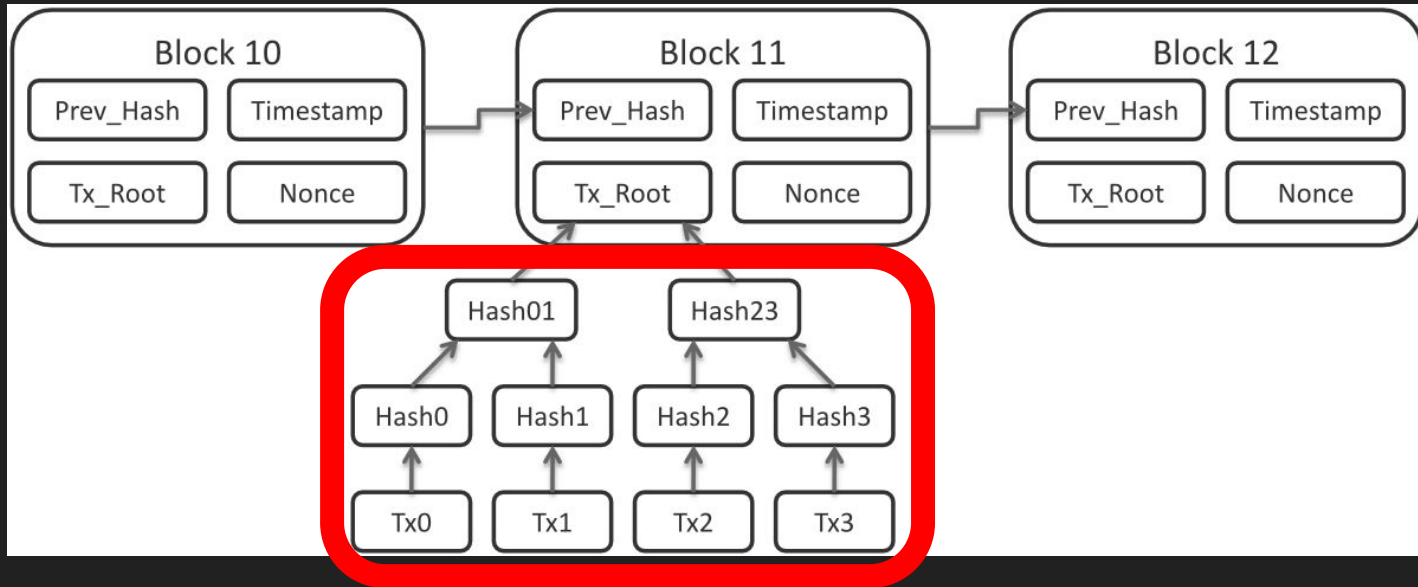 Block 10
Block 11
Block 12
Prev_Hash Timestamp
Prev_Hash Timestamp
Prev_Hash Timestamp
Tx_Root Nonce
Tx_Root Nonce
Tx_Root Nonce
Hash01 Hash23
Hash0 Hash1 Hash2 Hash3
Tx0 Tx1 Tx2 Tx3